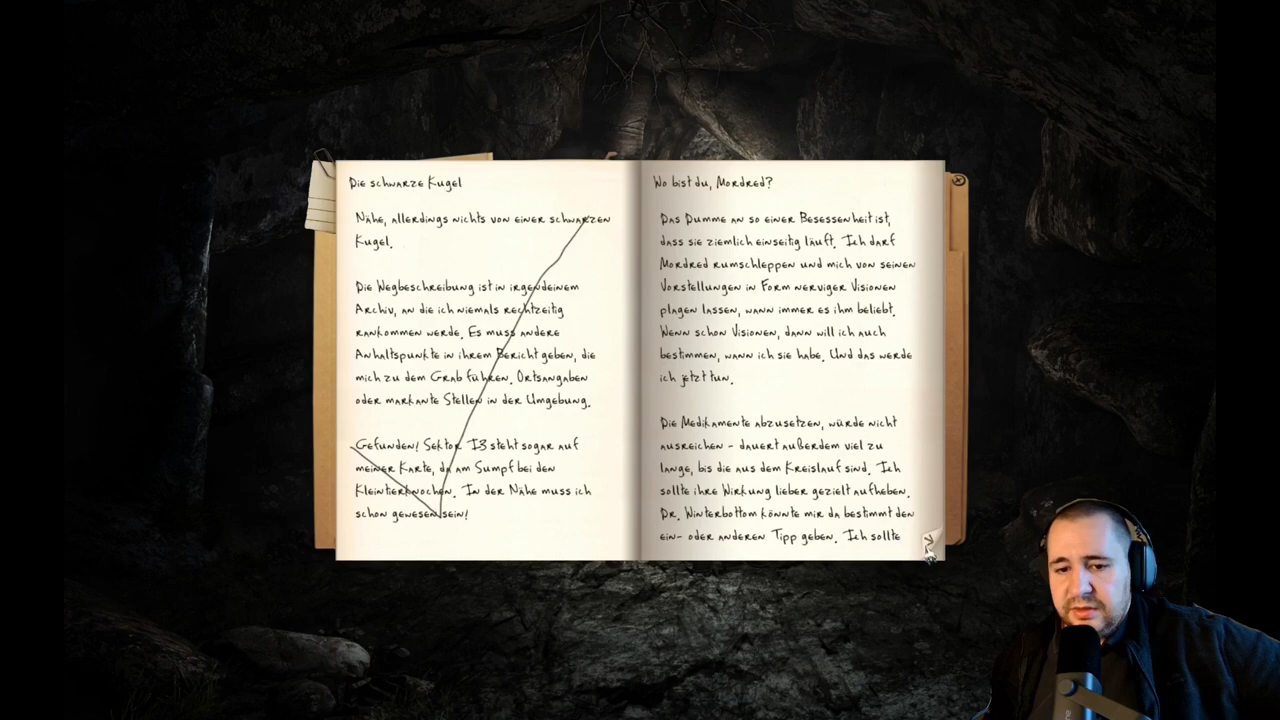 Die schwarze Kugel
Nähe, allerdings nichts von einer schwarzen
Kugel.
Die Wegbeschreibung ist in irgendeinem
Archiv, an die ich niemals rechtzeitig
rankommen werde. Es muss andere
Anhaltspunkte in ihrem Bericht geben, die
mich zu dem Grab führen. Ortsangaben
oder markante Stellen in der Umgebung.
Gefunden! Sektor 13 steht sogar auf
meiner Karte, da am Sumpf bei den
Kleintierknochen. In der Nähe muss ich
schon gewesen sein!
Wo bist du, Mordred?
Das Dumme an so einer Besessenheit ist,
dass sie ziemlich einseitig läuft. Ich darf
Mordred rumschleppen und mich von seinen
Vorstellungen in Form nerviger Visionen
plagen lassen, wann immer es ihm beliebt.
Wenn schon Visionen, dann will ich auch
bestimmen, wann ich sie habe. Und das werde
ich jetzt tun.
Die Medikamente abzusetzen, würde nicht
ausreichen - dauert außerdem viel zu
lange, bis die aus dem Kreislauf sind. Ich
sollte ihre Wirkung lieber gezielt aufheben.
Dr. Winterbottom könnte mir da bestimmt den
ein- oder anderen Tipp geben. Ich sollte